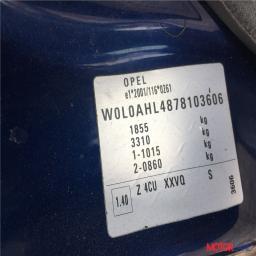 OPEL
e1*2001/116*0261
W0L0AHL4878103606
1855 kg
3310 kg
1-1015 kg
2-0860 kg
1.40 Z 4CU XXVQ S 3606
MOTOR